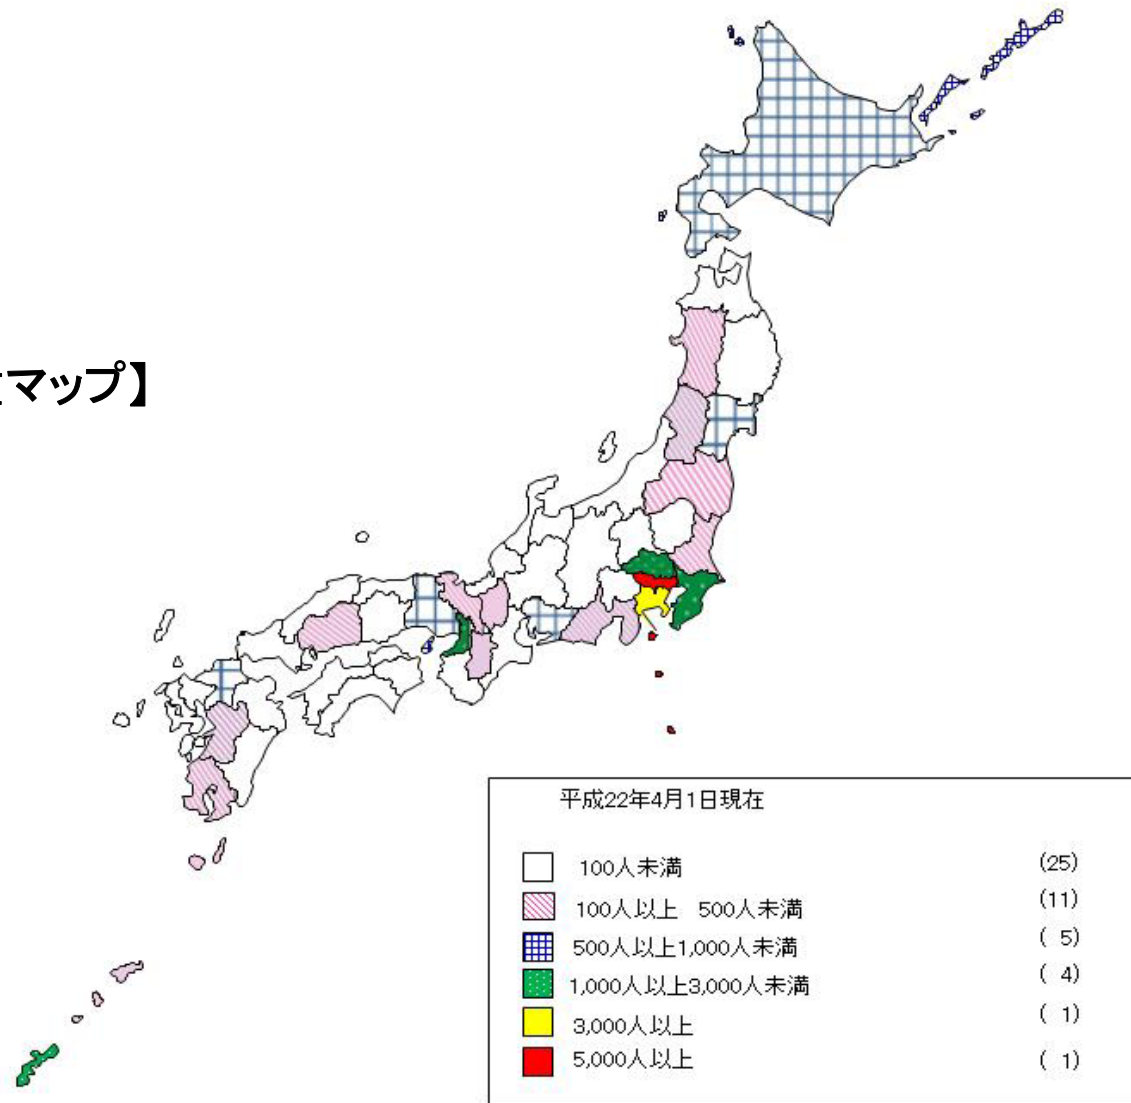 マップ】
平成22年4月1日現在
100人未満 (25)
100人以上 500人未満 (11)
500人以上1,000人未満 ( 5)
1,000人以上3,000人未満 ( 4)
3,000人以上 ( 1)
5,000人以上 ( 1)